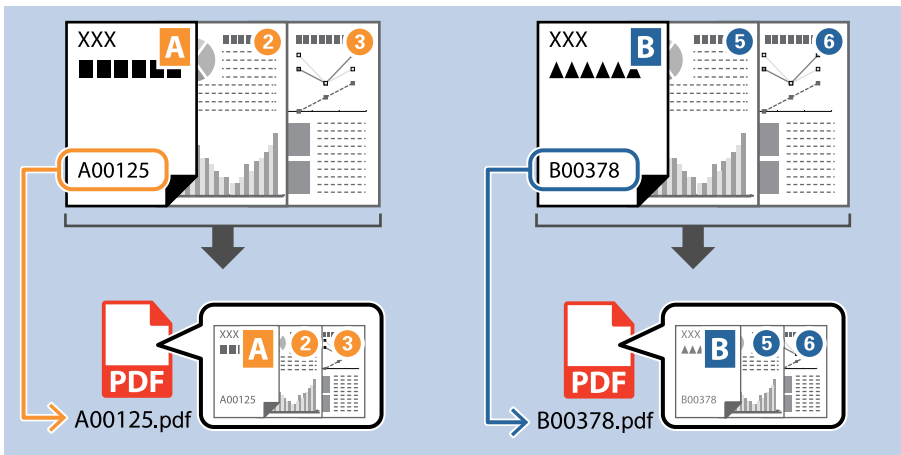 XXX
A
2
3
A00125
XXX
B
5
6
B00378
PDF
XXX
A
2
3
A00125
A00125.pdf
PDF
XXX
B
5
6
B00378
B00378.pdf